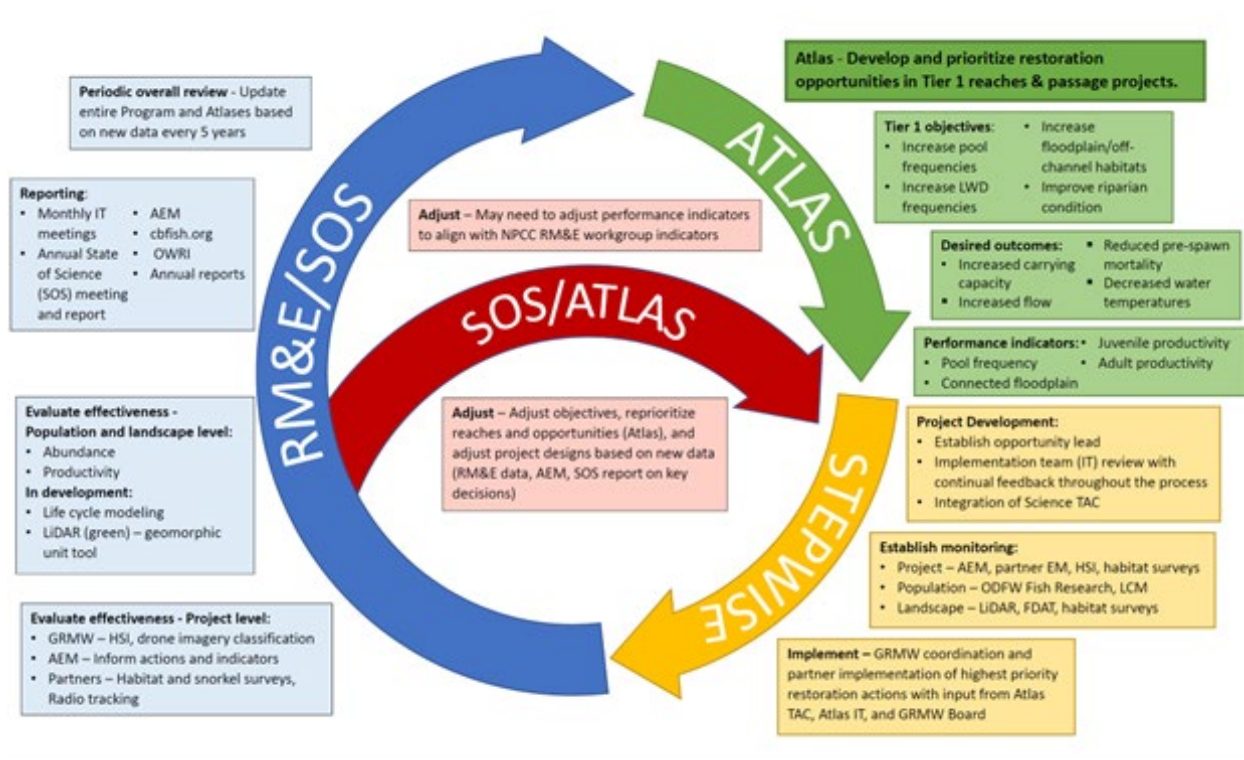 Atlas - Develop and prioritize restoration
opportunities in Tier 1 reaches & passage projects.
Tier 1 objectives:
• Increase pool
frequencies
• Increase LWD
frequencies
• Increase
floodplain/off-
channel habitats
• Improve riparian
condition
Desired outcomes:
• Increased carrying
capacity
▪ Increased flow
▪ Reduced pre-spawn
mortality
▪ Decreased water
temperatures
Performance indicators:
• Pool frequency
• Connected floodplain
• Juvenile productivity
• Adult productivity
Project Development:
• Establish opportunity lead
• Implementation team (IT) review with
continual feedback throughout the process
• Integration of Science TAC
Establish monitoring:
• Project – AEM, partner EM, HSI, habitat surveys
• Population – ODFW Fish Research, LCM
• Landscape – LiDAR, FDAT, habitat surveys
Implement – GRMW coordination and
partner implementation of highest priority
restoration actions with input from Atlas
TAC, Atlas IT, and GRMW Board
Periodic overall review - Update
entire Program and Atlases based
on new data every 5 years
Reporting:
• Monthly IT
meetings
• Annual State
of Science
(SOS) meeting
and report
• AEM
• cbfish.org
• OWRI
• Annual reports
Evaluate effectiveness -
Population and landscape level:
• Abundance
• Productivity
In development:
• Life cycle modeling
• LiDAR (green) – geomorphic
unit tool
Evaluate effectiveness - Project level:
• GRMW – HSI, drone imagery classification
• AEM – Inform actions and indicators
• Partners – Habitat and snorkel surveys,
Radio tracking
Adjust – May need to adjust performance indicators
to align with NPCC RM&E workgroup indicators
Adjust – Adjust objectives, reprioritize
reaches and opportunities (Atlas), and
adjust project designs based on new data
(RM&E data, AEM, SOS report on key
decisions)
RM&E/SOS
ATLAS
SOS/ATLAS
STEPWISE